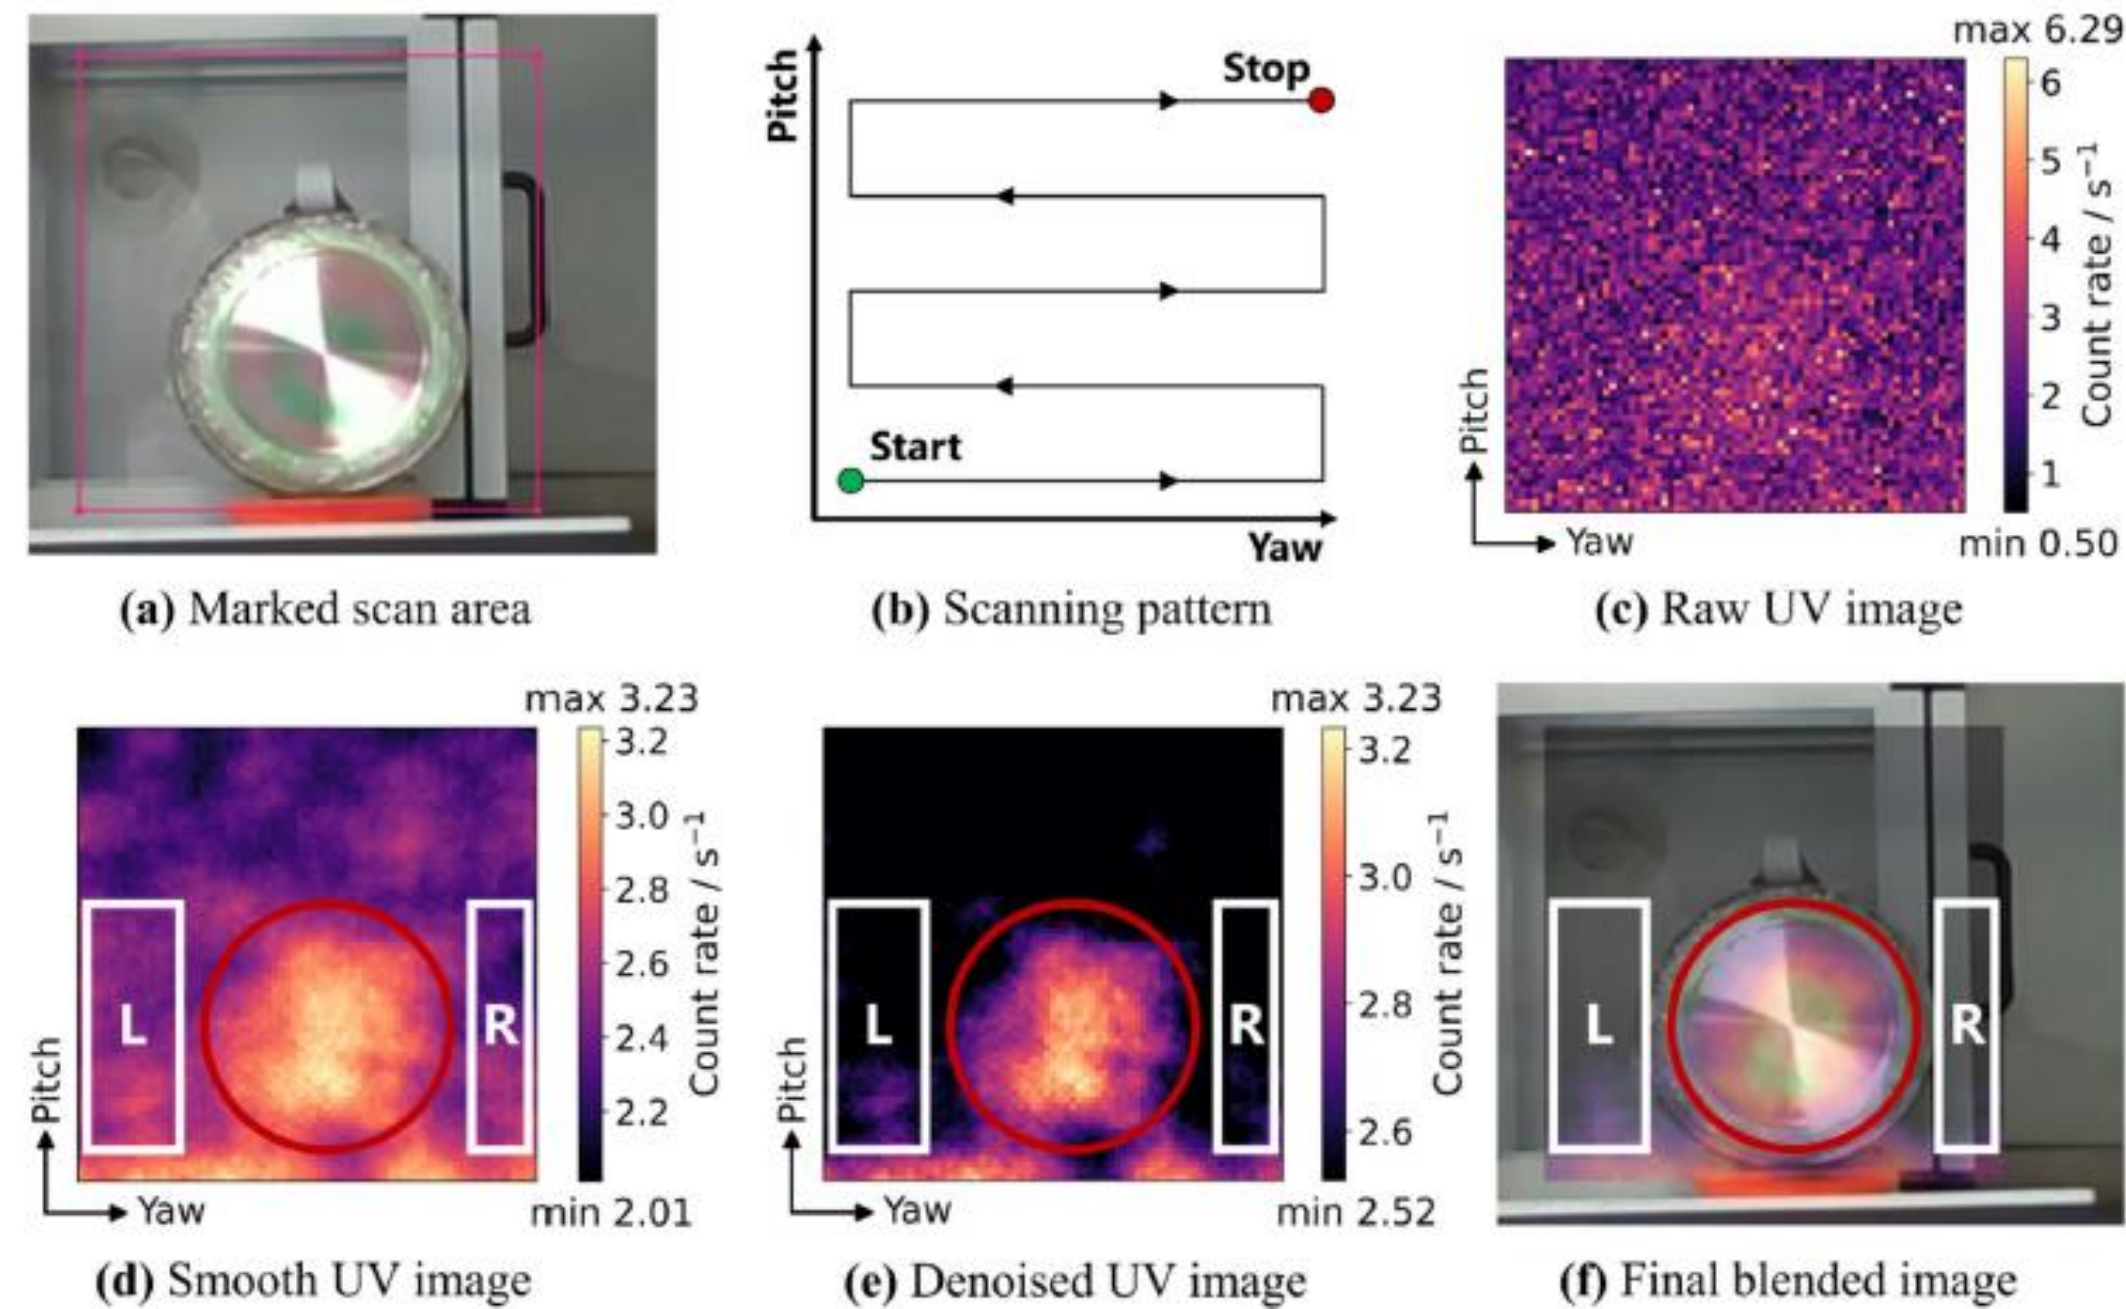 Pitch
Stop
Start
Yaw
max 6.29
6
5
4
3
2
1
Count rate / s⁻¹
min 0.50
Pitch
Yaw
(a) Marked scan area
(b) Scanning pattern
(c) Raw UV image
max 3.23
3.2
3.0
2.8
2.6
2.4
2.2
Count rate / s⁻¹
min 2.01
L
R
Pitch
Yaw
max 3.23
3.2
3.0
2.8
2.6
Count rate / s⁻¹
min 2.52
L
R
Pitch
Yaw
L
R
(d) Smooth UV image
(e) Denoised UV image
(f) Final blended image